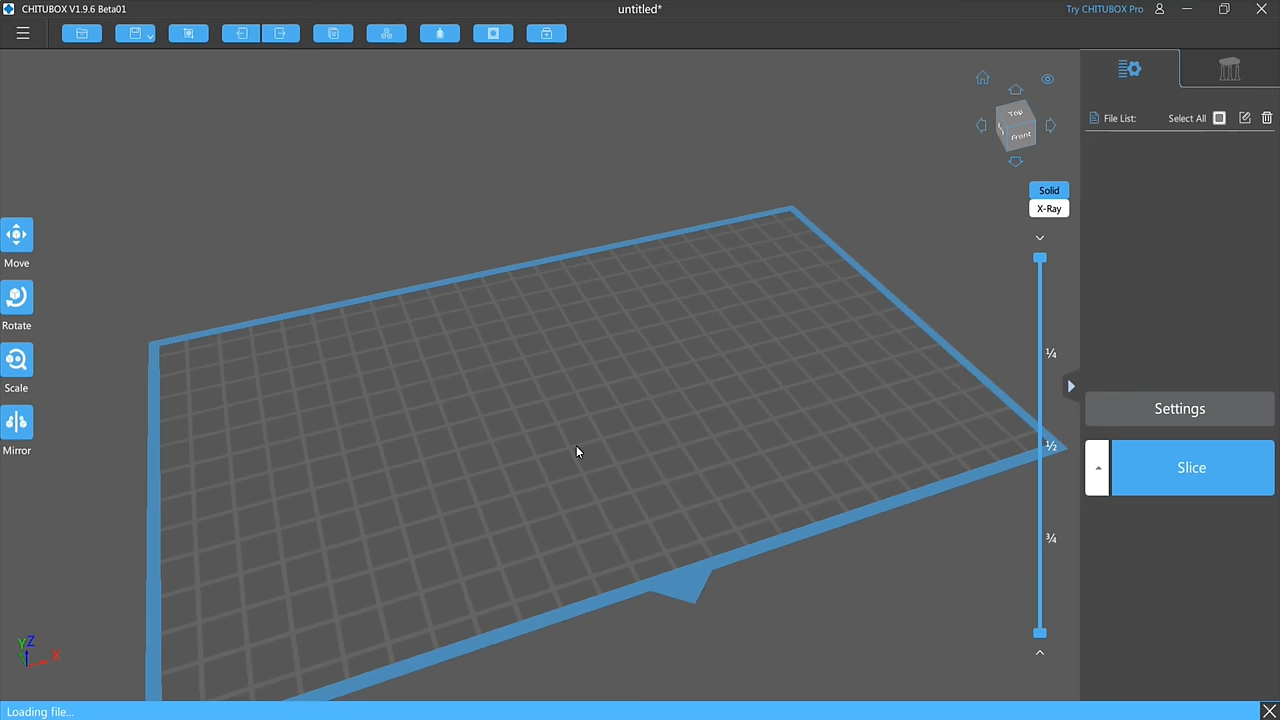 CHITUBOX V1.9.6 Beta01
untitled*
Try CHITUBOX Pro
File List:
Select All
Top
Front
Solid
X-Ray
Move
Rotate
Scale
Mirror
¼
½
¾
Settings
Slice
Y
Z
X
Loading file...